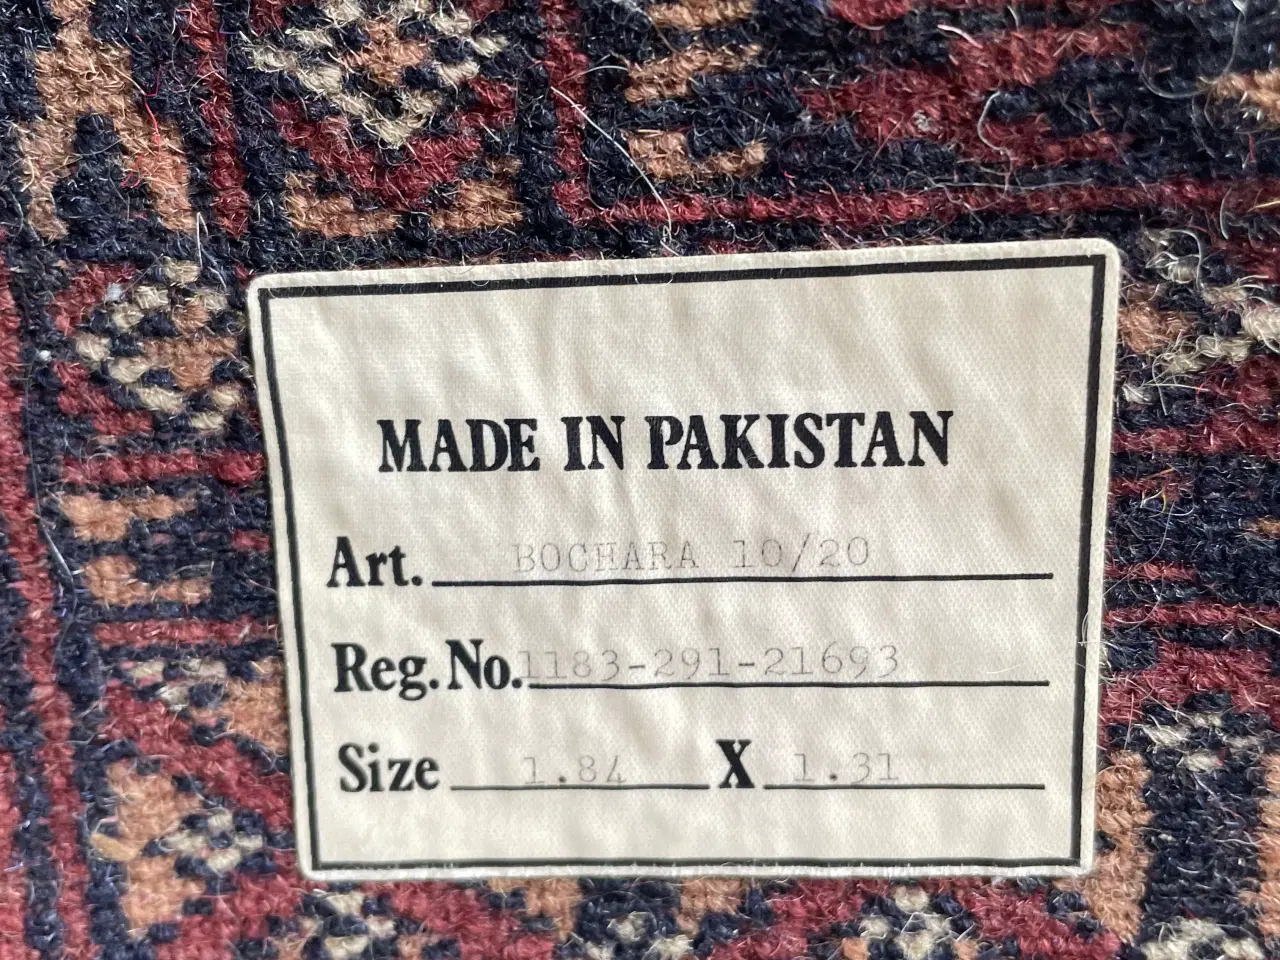 MADE IN PAKISTAN
Art. BOCHARA 10/20
Reg. No. 1183-291-21693
Size 1.84 X 1.31